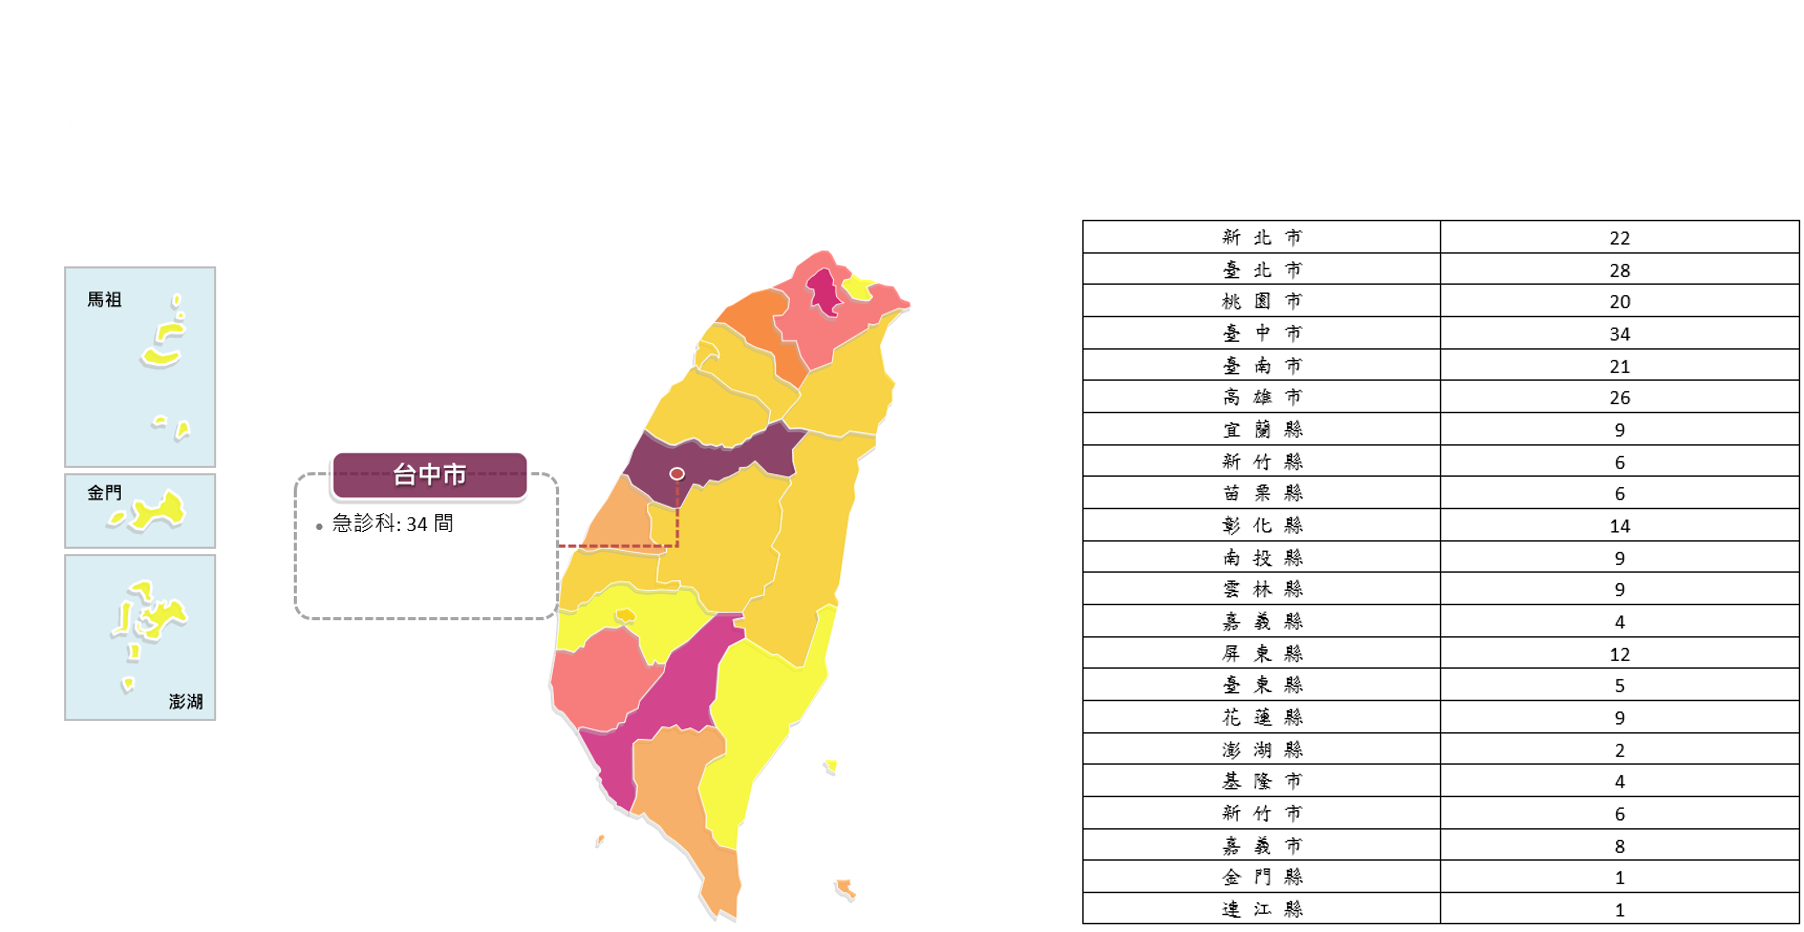 馬祖
金門
澎湖
台中市
• 急診科: 34 間
新 北 市 22
臺 北 市 28
桃 園 市 20
臺 中 市 34
臺 南 市 21
高 雄 市 26
宜 蘭 縣 9
新 竹 縣 6
苗 栗 縣 6
彰 化 縣 14
南 投 縣 9
雲 林 縣 9
嘉 義 縣 4
屏 東 縣 12
臺 東 縣 5
花 蓮 縣 9
澎 湖 縣 2
基 隆 市 4
新 竹 市 6
嘉 義 市 8
金 門 縣 1
連 江 縣 1